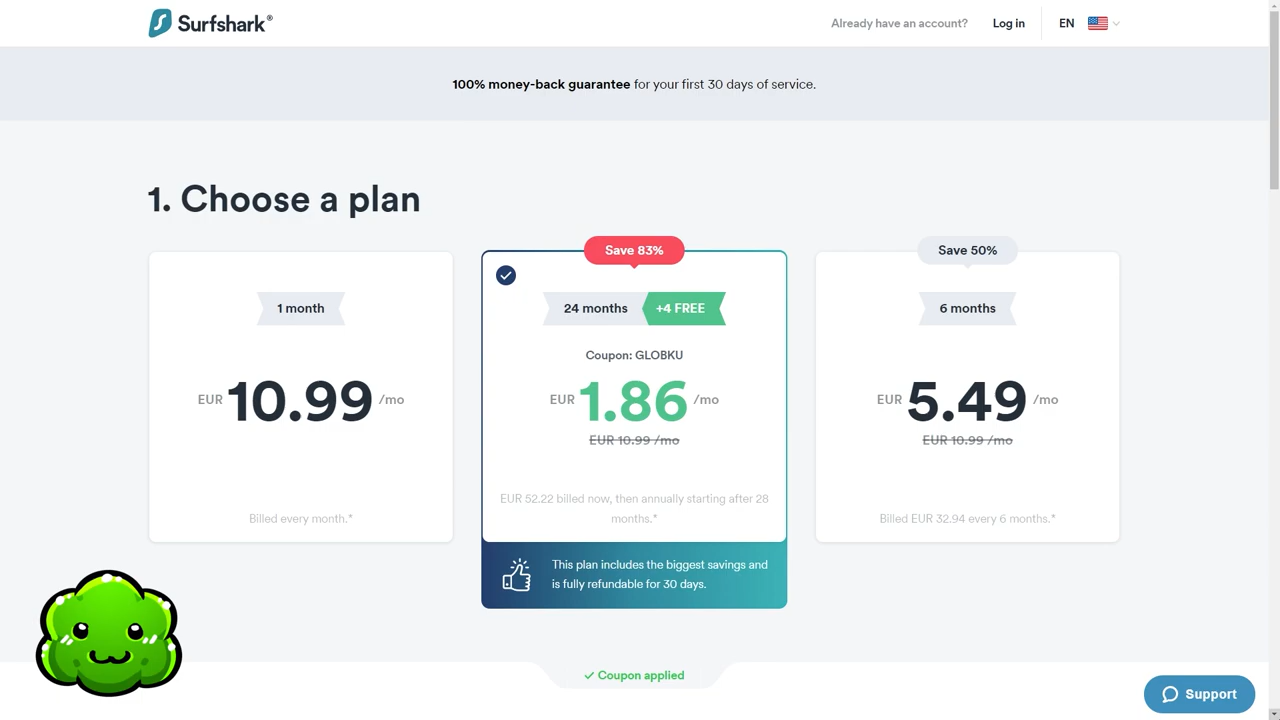 Surfshark®
Already have an account?
Log in
EN
100% money-back guarantee for your first 30 days of service.
1. Choose a plan
1 month
EUR 10.99 /mo
Billed every month.*
Save 83%
24 months +4 FREE
Coupon: GLOBKU
EUR 1.86 /mo
EUR 10.99 /mo
EUR 52.22 billed now, then annually starting after 28
months.*
This plan includes the biggest savings and
is fully refundable for 30 days.
Save 50%
6 months
EUR 5.49 /mo
EUR 10.99 /mo
Billed EUR 32.94 every 6 months.*
Coupon applied
Support